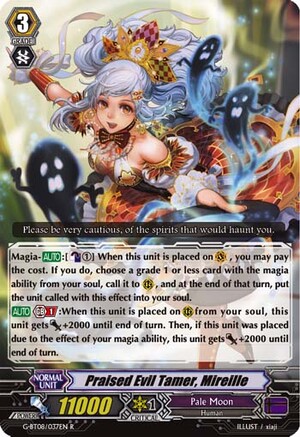 3
GRADE
Please be very cautious, of the spirits that would haunt you.
Magia-AUTO:[ ①] When this unit is placed on R, you may pay
the cost. If you do, choose a grade 1 or less card with the magia
ability from your soul, call it to R, and at the end of that turn, put
the unit called with this effect into your soul.
AUTO GB1 :When this unit is placed on R from your soul, this
unit gets +2000 until end of turn. Then, if this unit was placed
due to the effect of your magia ability, this unit gets +2000 until
end of turn.
NORMAL UNIT
Praised Evil Tamer, Mireille
POWER 11000
1
CRITICAL
Pale Moon
Human
G-BT08/037EN R
ILLUST / xiaji